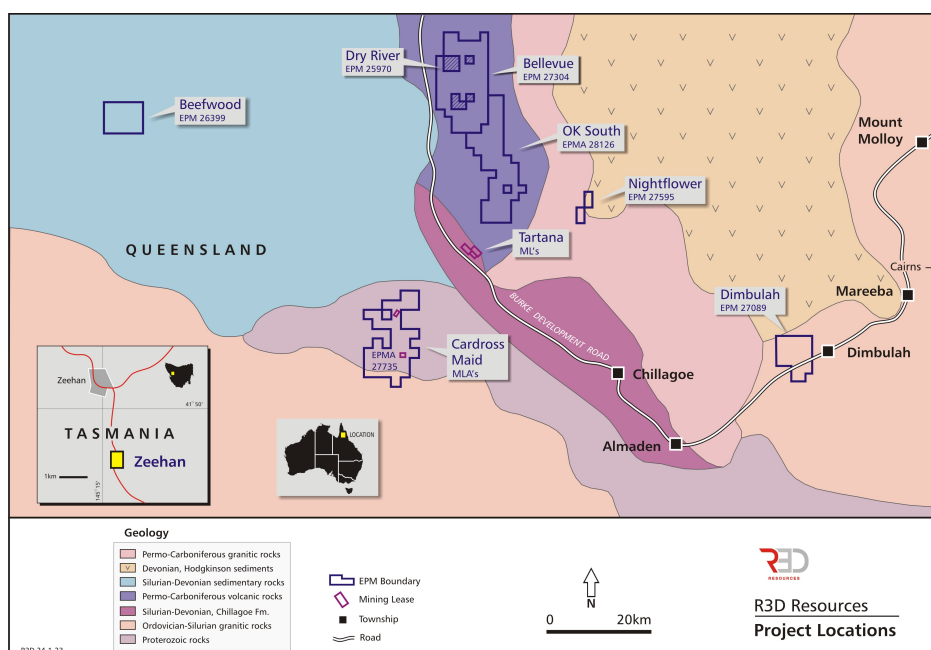 Dry River
EPM 25970
Bellevue
EPM 27304
Beefwood
EPM 26399
Mount
Molloy
OK South
EPMA 28126
Nightflower
EPM 27595
QUEENSLAND
Tartana
ML's
Cairns
Mareeba
Dimbulah
EPM 27089
BURKE DEVELOPMENT ROAD
Cardross
Maid
MLA's
EPMA
27735
Dimbulah
Chillagoe
Almaden
Zeehan
41° 50'
TASMANIA
Zeehan
1km
145° 15'
LOCATION
Geology
Permo-Carboniferous granitic rocks
Devonian, Hodgkinson sediments
Silurian-Devonian sedimentary rocks
Permo-Carboniferous volcanic rocks
Silurian-Devonian, Chillagoe Fm.
Ordovician-Silurian granitic rocks
Proterozoic rocks
EPM Boundary
Mining Lease
Township
Road
N
0 20km
R3D
RESOURCES
R3D Resources
Project Locations